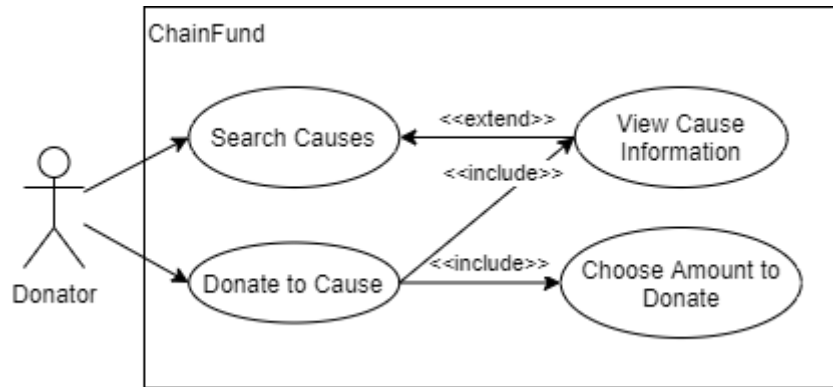 ChainFund
Search Causes
<<extend>>
View Cause
Information
<<include>>
Donator
Donate to Cause
<<include>>
Choose Amount to
Donate